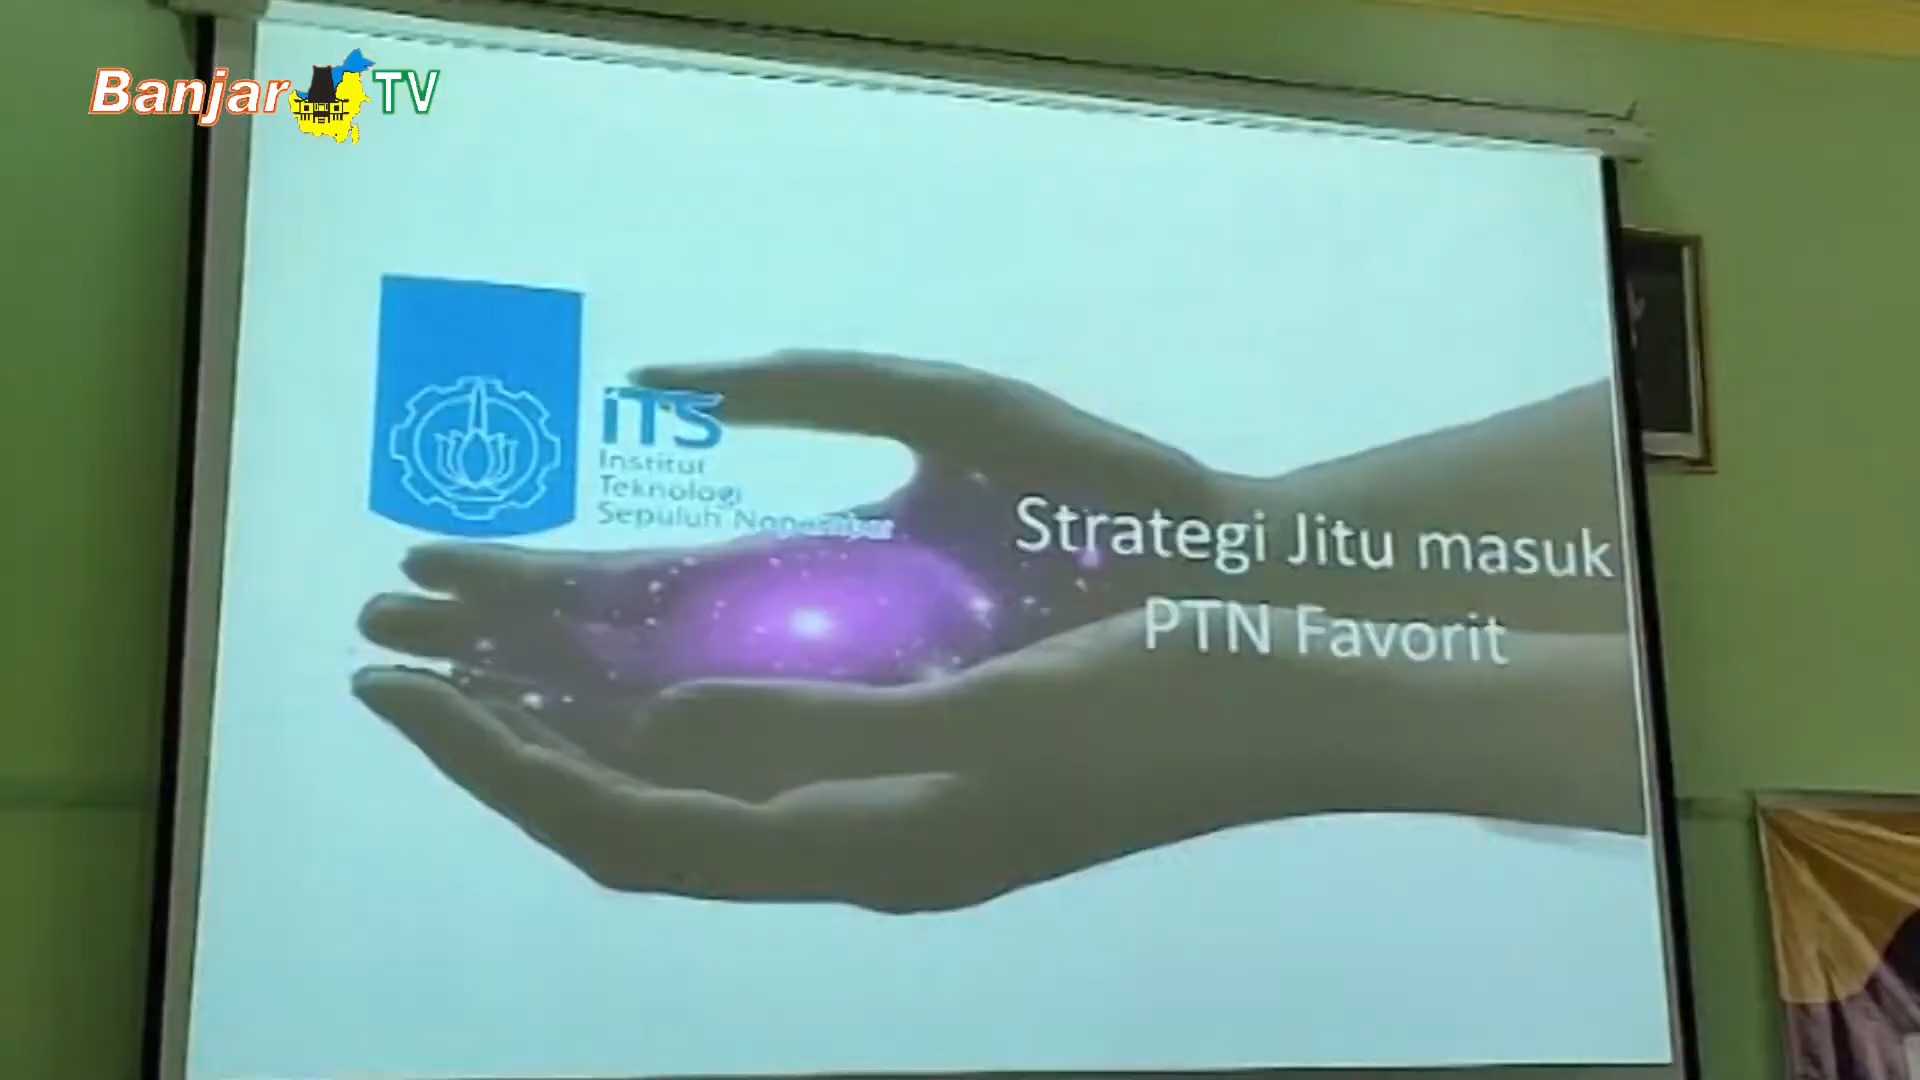 Banjar TV
iTS
Institut
Teknologi
Sepuluh Nopember
Strategi Jitu masuk
PTN Favorit